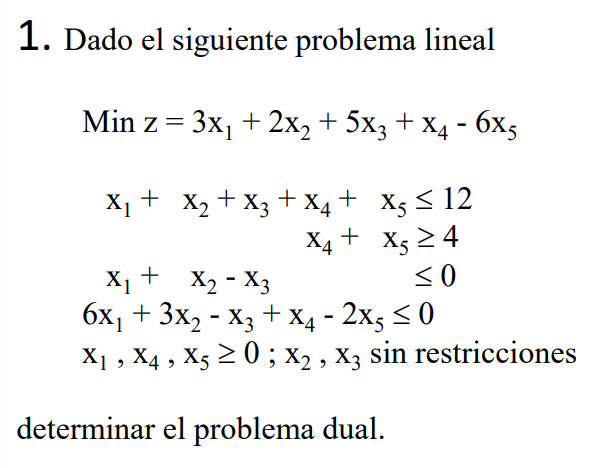 1. Dado el siguiente problema lineal
Min z = 3x₁ + 2x₂ + 5x₃ + x₄ - 6x₅
x₁ + x₂ + x₃ + x₄ + x₅ ≤ 12
x₄ + x₅ ≥ 4
x₁ + x₂ - x₃ ≤ 0
6x₁ + 3x₂ - x₃ + x₄ - 2x₅ ≤ 0
x₁ , x₄ , x₅ ≥ 0 ; x₂ , x₃ sin restricciones
determinar el problema dual.